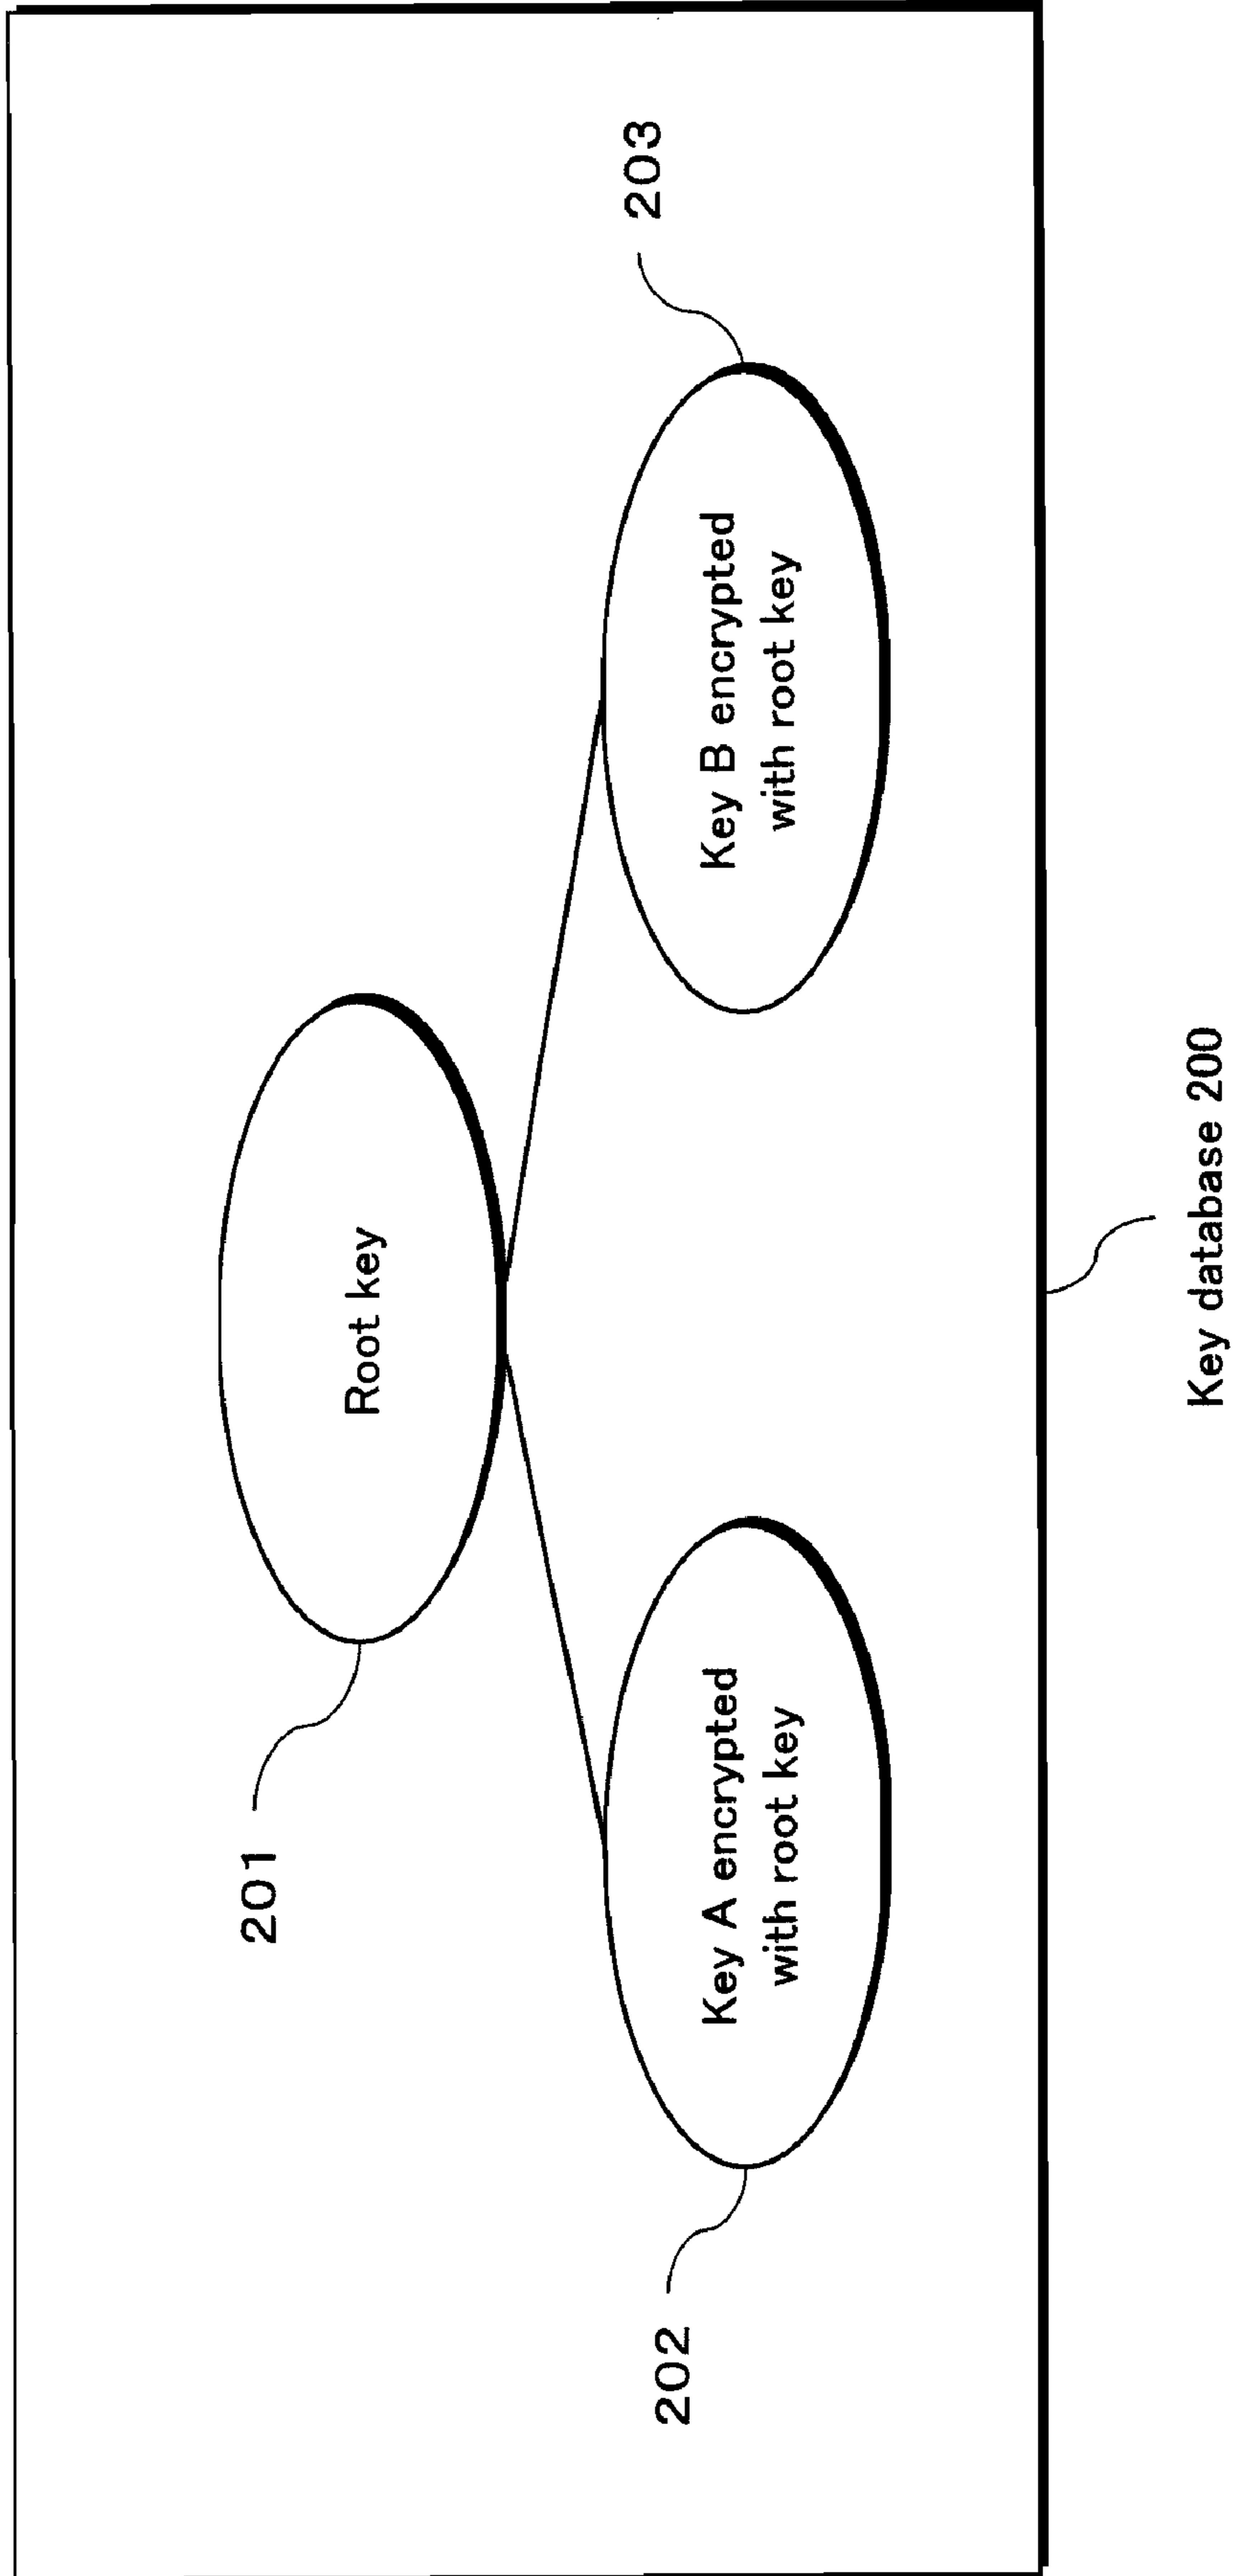 201
Root key
202
Key A encrypted
with root key
Key B encrypted
with root key
203
Key database 200